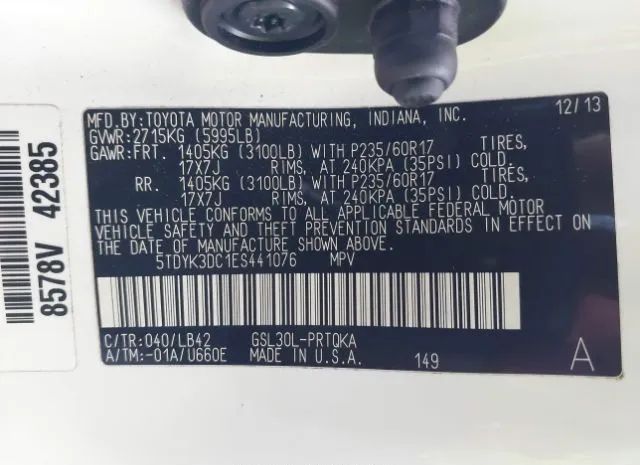 MFD.BY:TOYOTA MOTOR MANUFACTURING, INDIANA, INC. 12/13
GVWR:2715KG (5995LB)
GAWR:FRT. 1405KG (3100LB) WITH P235/60R17 TIRES,
17X7J RIMS, AT 240KPA (35PSI) COLD.
RR. 1405KG (3100LB) WITH P235/60R17 TIRES,
17X7J RIMS, AT 240KPA (35PSI) COLD.
THIS VEHICLE CONFORMS TO ALL APPLICABLE FEDERAL MOTOR
VEHICLE SAFETY AND THEFT PREVENTION STANDARDS IN EFFECT ON
THE DATE OF MANUFACTURE SHOWN ABOVE.
5TDYK3DC1ES441076 MPV
C/TR:040/LB42 GSL30L-PRTQKA
A/TM:-01A/U660E MADE IN U.S.A. 149 A
8578V 42385